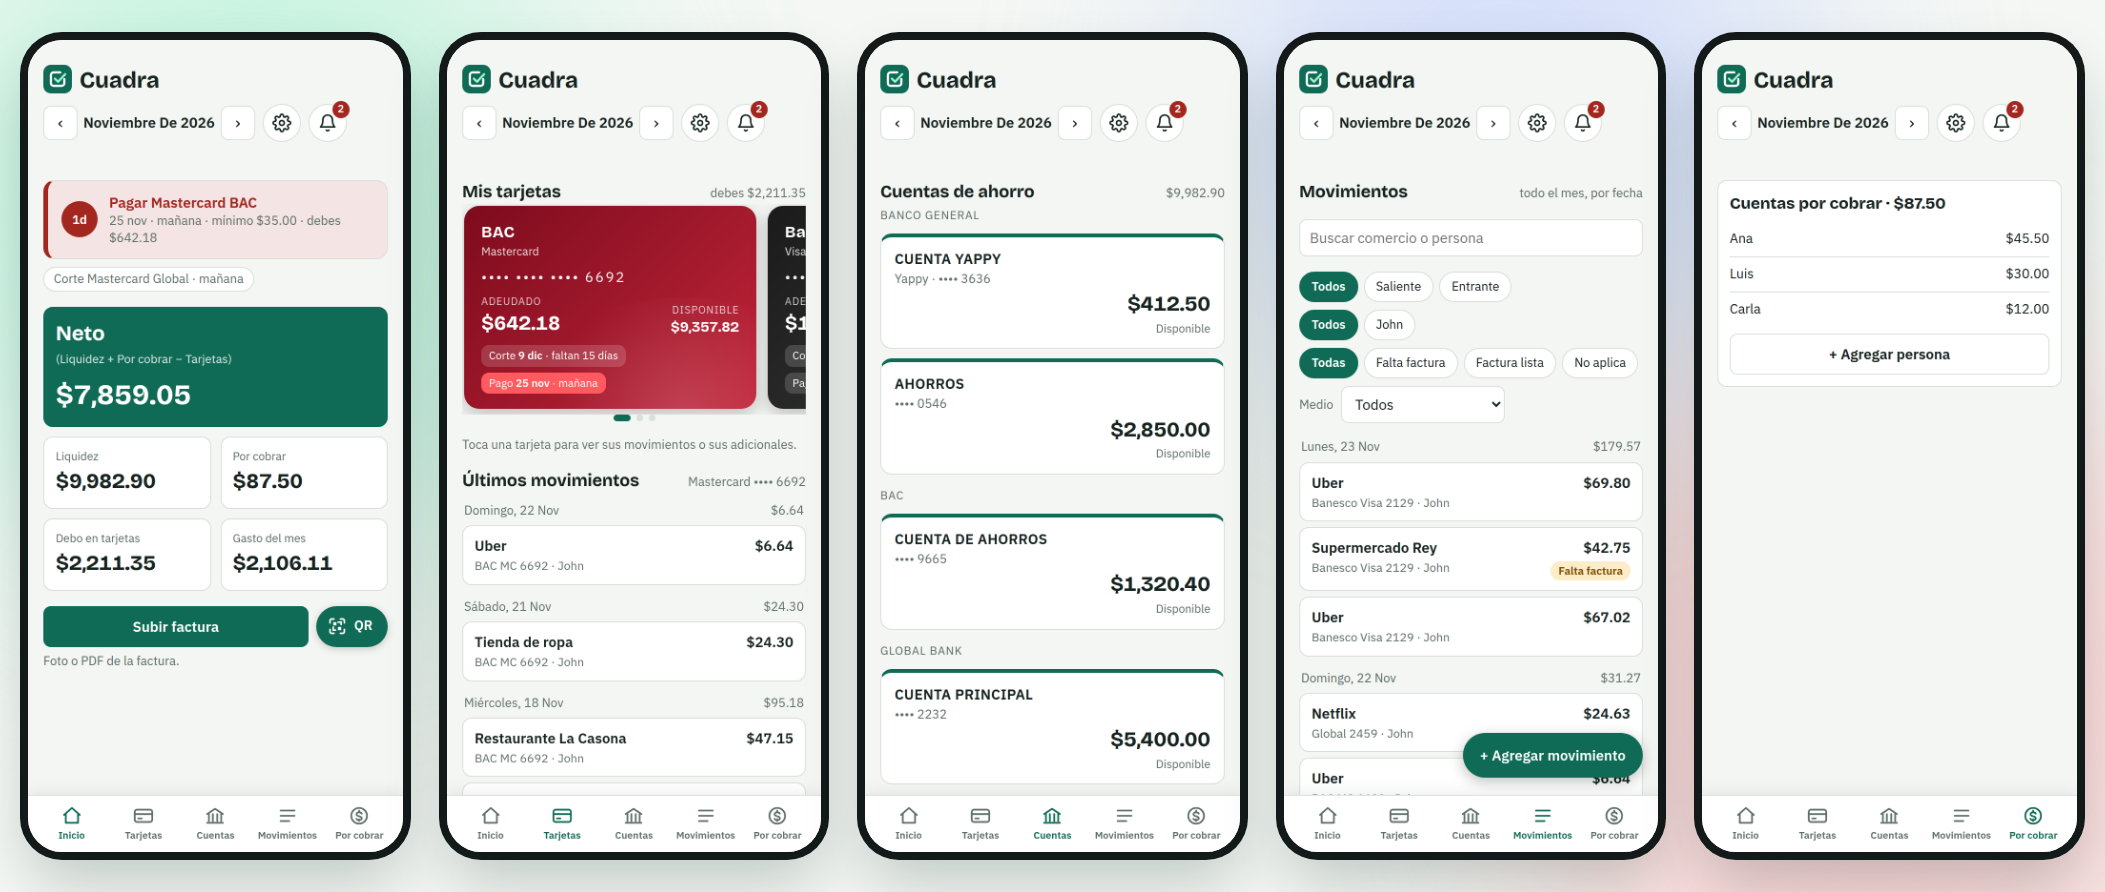 Cuadra
‹ Noviembre De 2026 › 2
1d
Pagar Mastercard BAC
25 nov · mañana · mínimo $35.00 · debes
$642.18
Corte Mastercard Global · mañana
Neto
(Liquidez + Por cobrar − Tarjetas)
$7,859.05
Liquidez
$9,982.90
Por cobrar
$87.50
Debo en tarjetas
$2,211.35
Gasto del mes
$2,106.11
Subir factura
QR
Foto o PDF de la factura.
Inicio Tarjetas Cuentas Movimientos Por cobrar
Cuadra
‹ Noviembre De 2026 › 2
Mis tarjetas debes $2,211.35
BAC
Mastercard
•••• •••• •••• 6692
ADEUDADO
$642.18
DISPONIBLE
$9,357.82
Corte 9 dic · faltan 15 días
Pago 25 nov · mañana
Ba
Visa
•••
ADE
$1
Co
Pa
Toca una tarjeta para ver sus movimientos o sus adicionales.
Últimos movimientos Mastercard •••• 6692
Domingo, 22 Nov $6.64
Uber $6.64
BAC MC 6692 · John
Sábado, 21 Nov $24.30
Tienda de ropa $24.30
BAC MC 6692 · John
Miércoles, 18 Nov $95.18
Restaurante La Casona $47.15
BAC MC 6692 · John
Inicio Tarjetas Cuentas Movimientos Por cobrar
Cuadra
‹ Noviembre De 2026 › 2
Cuentas de ahorro $9,982.90
BANCO GENERAL
CUENTA YAPPY
Yappy · •••• 3636
$412.50
Disponible
AHORROS
•••• 0546
$2,850.00
Disponible
BAC
CUENTA DE AHORROS
•••• 9665
$1,320.40
Disponible
GLOBAL BANK
CUENTA PRINCIPAL
•••• 2232
$5,400.00
Disponible
Inicio Tarjetas Cuentas Movimientos Por cobrar
Cuadra
‹ Noviembre De 2026 › 2
Movimientos todo el mes, por fecha
Buscar comercio o persona
Todos Saliente Entrante
Todos John
Todas Falta factura Factura lista No aplica
Medio Todos
Lunes, 23 Nov $179.57
Uber $69.80
Banesco Visa 2129 · John
Supermercado Rey $42.75
Banesco Visa 2129 · John Falta factura
Uber $67.02
Banesco Visa 2129 · John
Domingo, 22 Nov $31.27
Netflix $24.63
Global 2459 · John
+ Agregar movimiento
Uber $6.64
Inicio Tarjetas Cuentas Movimientos Por cobrar
Cuadra
‹ Noviembre De 2026 › 2
Cuentas por cobrar · $87.50
Ana $45.50
Luis $30.00
Carla $12.00
+ Agregar persona
Inicio Tarjetas Cuentas Movimientos Por cobrar